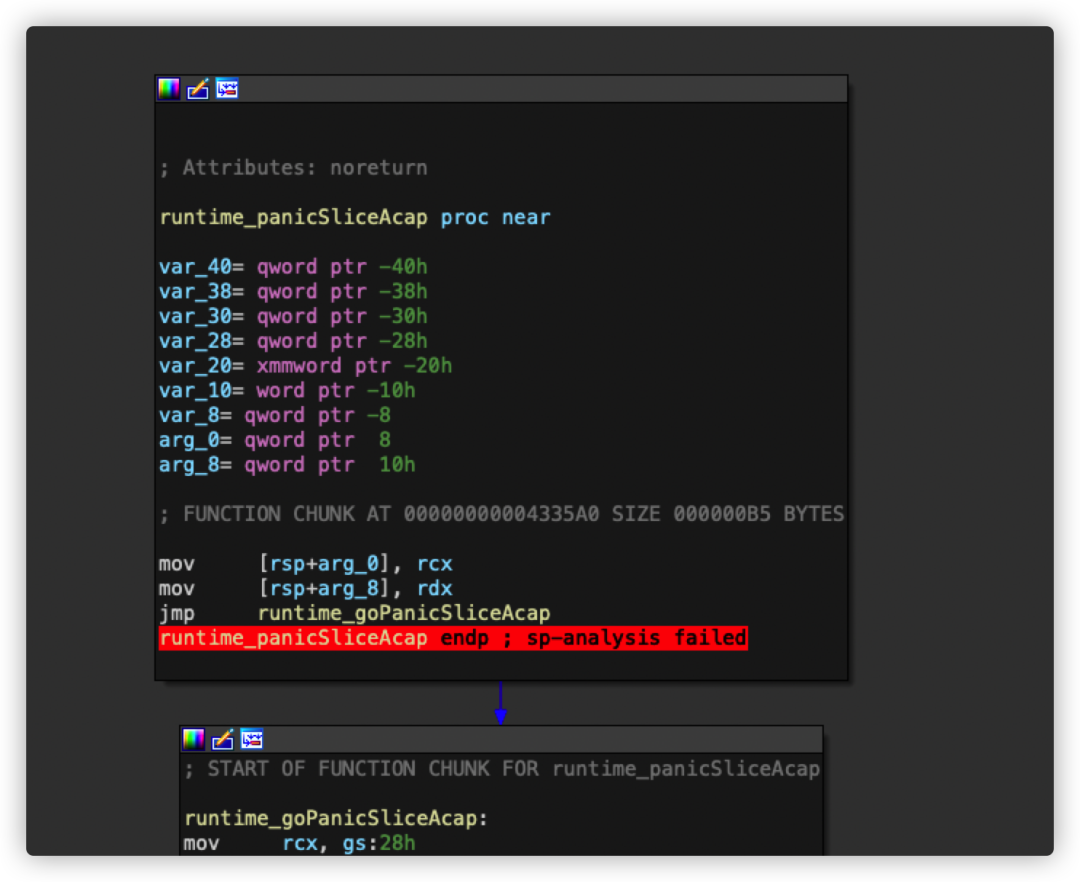 ; Attributes: noreturn
runtime_panicSliceAcap proc near
var_40= qword ptr -40h
var_38= qword ptr -38h
var_30= qword ptr -30h
var_28= qword ptr -28h
var_20= xmmword ptr -20h
var_10= word ptr -10h
var_8= qword ptr -8
arg_0= qword ptr  8
arg_8= qword ptr  10h
; FUNCTION CHUNK AT 00000000004335A0 SIZE 000000B5 BYTES
mov     [rsp+arg_0], rcx
mov     [rsp+arg_8], rdx
jmp     runtime_goPanicSliceAcap
runtime_panicSliceAcap endp ; sp-analysis failed
; START OF FUNCTION CHUNK FOR runtime_panicSliceAcap
runtime_goPanicSliceAcap:
mov     rcx, gs:28h